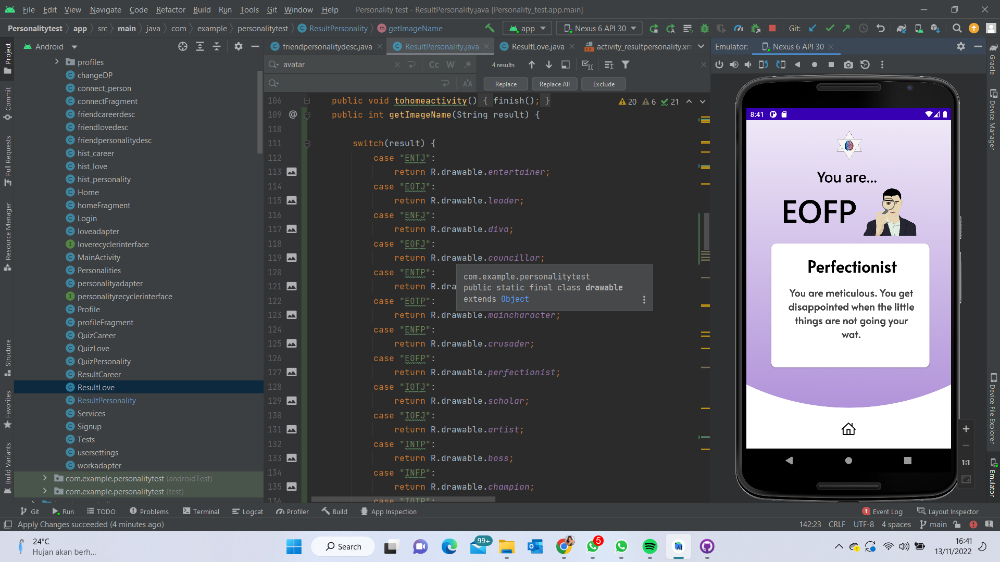 File Edit View Navigate Code Refactor Build Run Tools Git Window Help Personality test - ResultPersonality.java [Personality_test.app.main]
Personalitytest app src main java com example personalitytest ResultPersonality getImageName app Nexus 6 API 30 Git:
Android
friendpersonalitydesc.java ResultPersonality.java ResultLove.java activity_resultpersonality.xm
Emulator: Nexus 6 API 30
avatar
Cc W .*
4 results
Replace Replace All Exclude
Project
Commit
Pull Requests
Resource Manager
Structure
Favorites
Build Variants
profiles
changeDP
connect_person
connectFragment
friendcareerdesc
friendlovedesc
friendpersonalitydesc
hist_career
hist_love
hist_personality
Home
homeFragment
Login
loveadapter
loverecyclerinterface
MainActivity
Personalities
personalityadapter
personalityrecyclerinterface
Profile
profileFragment
QuizCareer
QuizLove
QuizPersonality
ResultCareer
ResultLove
ResultPersonality
Services
Signup
Tests
usersettings
workadapter
com.example.personalitytest (androidTest)
com.example.personalitytest (test)
20 6 21
106 public void tohomeactivity() { finish(); }
109 @ public int getImageName(String result) {
110
111 switch(result) {
112 case "ENTJ":
113 return R.drawable.entertainer;
114 case "EOTJ":
115 return R.drawable.leader;
116 case "ENFJ":
117 return R.drawable.diva;
118 case "EOFJ":
119 return R.drawable.councillor;
120 case "ENTP":
121 return R.dra
122 case "EOTP":
123 return R.drawable.maincharacter;
124 case "ENFP":
125 return R.drawable.crusader;
126 case "EOFP":
127 return R.drawable.perfectionist;
128 case "IOTJ":
129 return R.drawable.scholar;
130 case "IOFJ":
131 return R.drawable.artist;
132 case "INTP":
133 return R.drawable.boss;
134 case "INFP":
135 return R.drawable.champion;
136 case "IOTP":
com.example.personalitytest
public static final class drawable
extends Object
8:41
You are...
EOFP
Perfectionist
You are meticulous. You get
disappointed when the little
things are not going your
wat.
1:1
Gradle
Device Manager
Device File Explorer
Emulator
Git Run TODO Problems Terminal Logcat Profiler Build App Inspection 1 Event Log Layout Inspector
Apply Changes succeeded (4 minutes ago) 142:23 CRLF UTF-8 4 spaces main
24°C
Hujan akan berh...
Search
99+
5
16:41
13/11/2022